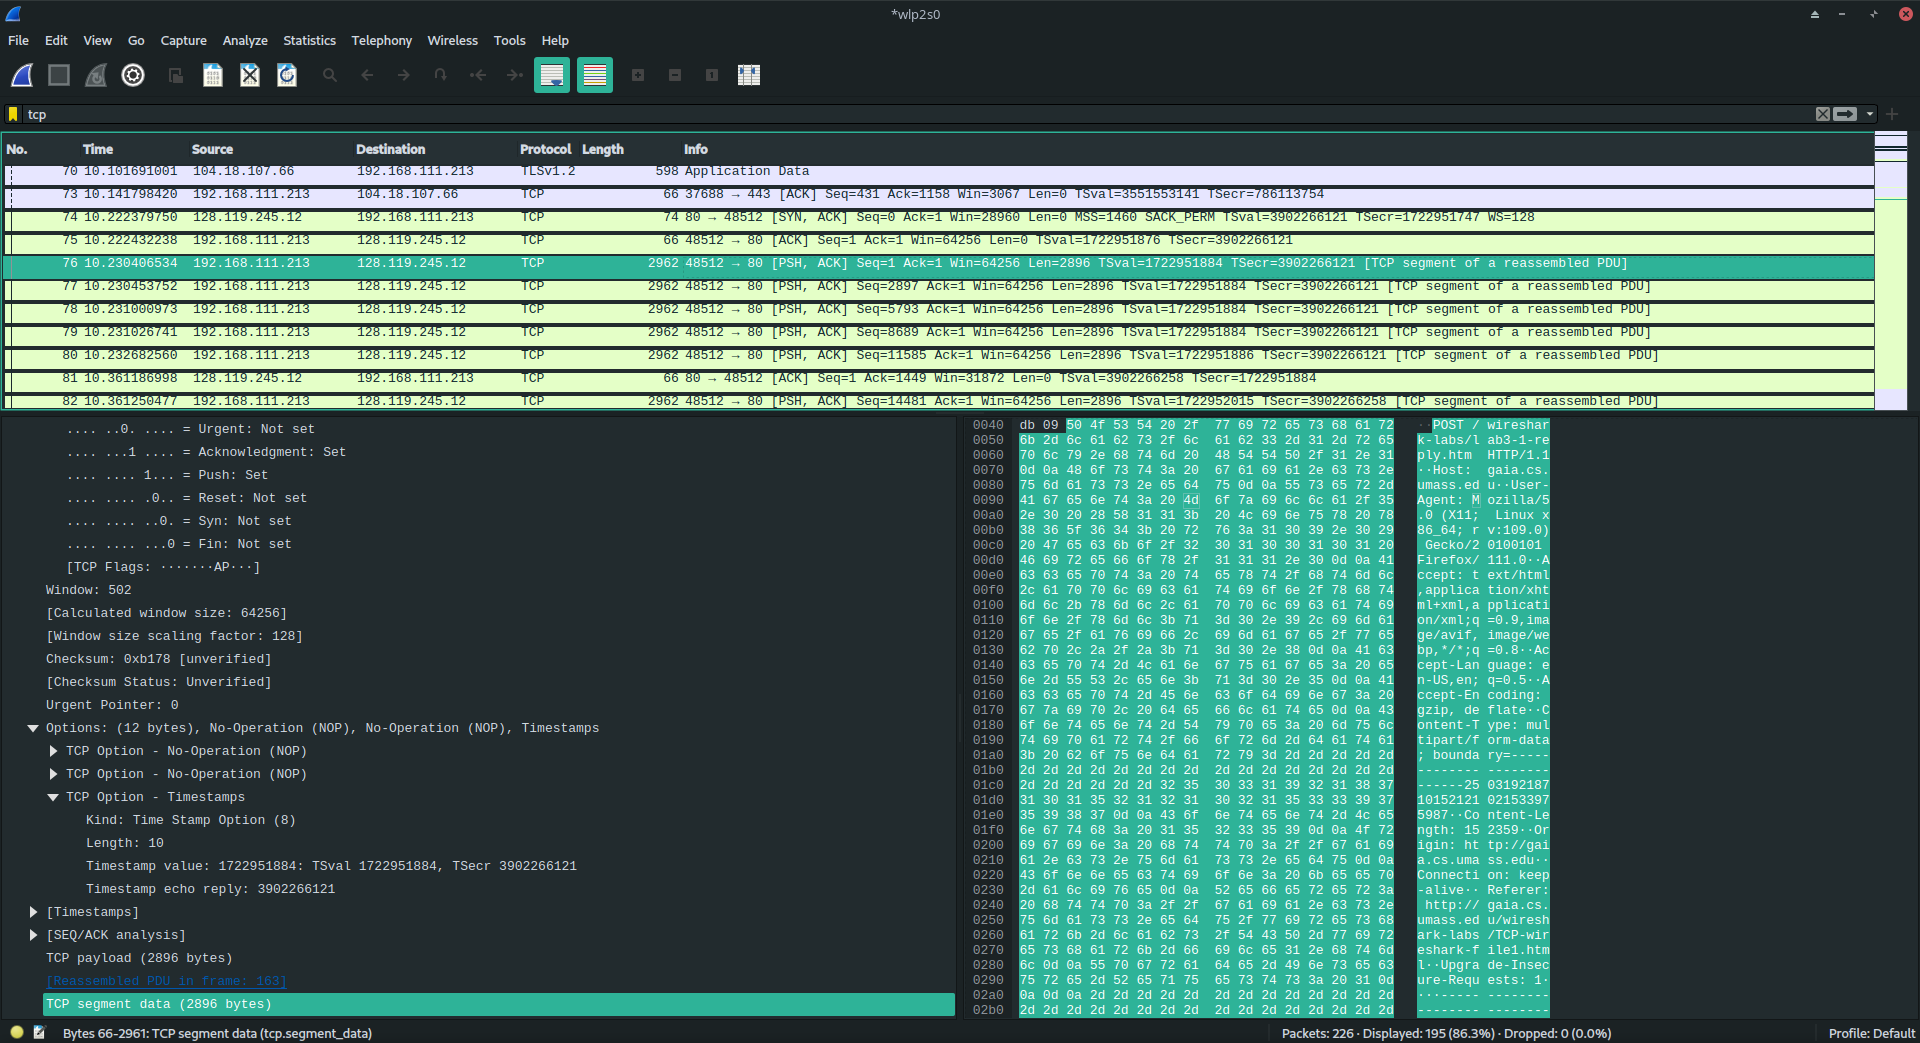 *wlp2s0
File Edit View Go Capture Analyze Statistics Telephony Wireless Tools Help
tcp
No. Time Source Destination Protocol Length Info
70 10.101691001 104.18.107.66 192.168.111.213 TLSv1.2 598 Application Data
73 10.141798420 192.168.111.213 104.18.107.66 TCP 66 37688 → 443 [ACK] Seq=431 Ack=1158 Win=3067 Len=0 TSval=3551553141 TSecr=786113754
74 10.222379750 128.119.245.12 192.168.111.213 TCP 74 80 → 48512 [SYN, ACK] Seq=0 Ack=1 Win=28960 Len=0 MSS=1460 SACK_PERM TSval=3902266121 TSecr=1722951747 WS=128
75 10.222432238 192.168.111.213 128.119.245.12 TCP 66 48512 → 80 [ACK] Seq=1 Ack=1 Win=64256 Len=0 TSval=1722951876 TSecr=3902266121
76 10.230406534 192.168.111.213 128.119.245.12 TCP 2962 48512 → 80 [PSH, ACK] Seq=1 Ack=1 Win=64256 Len=2896 TSval=1722951884 TSecr=3902266121 [TCP segment of a reassembled PDU]
77 10.230453752 192.168.111.213 128.119.245.12 TCP 2962 48512 → 80 [PSH, ACK] Seq=2897 Ack=1 Win=64256 Len=2896 TSval=1722951884 TSecr=3902266121 [TCP segment of a reassembled PDU]
78 10.231000973 192.168.111.213 128.119.245.12 TCP 2962 48512 → 80 [PSH, ACK] Seq=5793 Ack=1 Win=64256 Len=2896 TSval=1722951884 TSecr=3902266121 [TCP segment of a reassembled PDU]
79 10.231026741 192.168.111.213 128.119.245.12 TCP 2962 48512 → 80 [PSH, ACK] Seq=8689 Ack=1 Win=64256 Len=2896 TSval=1722951884 TSecr=3902266121 [TCP segment of a reassembled PDU]
80 10.232682560 192.168.111.213 128.119.245.12 TCP 2962 48512 → 80 [PSH, ACK] Seq=11585 Ack=1 Win=64256 Len=2896 TSval=1722951886 TSecr=3902266121 [TCP segment of a reassembled PDU]
81 10.361186998 128.119.245.12 192.168.111.213 TCP 66 80 → 48512 [ACK] Seq=1 Ack=1449 Win=31872 Len=0 TSval=3902266258 TSecr=1722951884
82 10.361250477 192.168.111.213 128.119.245.12 TCP 2962 48512 → 80 [PSH, ACK] Seq=14481 Ack=1 Win=64256 Len=2896 TSval=1722952015 TSecr=3902266258 [TCP segment of a reassembled PDU]
.... ..0. .... = Urgent: Not set
.... ...1 .... = Acknowledgment: Set
.... .... 1... = Push: Set
.... .... .0.. = Reset: Not set
.... .... ..0. = Syn: Not set
.... .... ...0 = Fin: Not set
[TCP Flags: ·······AP···]
Window: 502
[Calculated window size: 64256]
[Window size scaling factor: 128]
Checksum: 0xb178 [unverified]
[Checksum Status: Unverified]
Urgent Pointer: 0
Options: (12 bytes), No-Operation (NOP), No-Operation (NOP), Timestamps
TCP Option - No-Operation (NOP)
TCP Option - No-Operation (NOP)
TCP Option - Timestamps
Kind: Time Stamp Option (8)
Length: 10
Timestamp value: 1722951884: TSval 1722951884, TSecr 3902266121
Timestamp echo reply: 3902266121
[Timestamps]
[SEQ/ACK analysis]
TCP payload (2896 bytes)
[Reassembled PDU in frame: 163]
TCP segment data (2896 bytes)
0040 db 09 50 4f 53 54 20 2f 77 69 72 65 73 68 61 72 ··POST / wireshar
0050 6b 2d 6c 61 62 73 2f 6c 61 62 33 2d 31 2d 72 65 k-labs/l ab3-1-re
0060 70 6c 79 2e 68 74 6d 20 48 54 54 50 2f 31 2e 31 ply.htm HTTP/1.1
0070 0d 0a 48 6f 73 74 3a 20 67 61 69 61 2e 63 73 2e ··Host: gaia.cs.
0080 75 6d 61 73 73 2e 65 64 75 0d 0a 55 73 65 72 2d umass.ed u··User-
0090 41 67 65 6e 74 3a 20 4d 6f 7a 69 6c 6c 61 2f 35 Agent: M ozilla/5
00a0 2e 30 20 28 58 31 31 3b 20 4c 69 6e 75 78 20 78 .0 (X11; Linux x
00b0 38 36 5f 36 34 3b 20 72 76 3a 31 30 39 2e 30 29 86_64; r v:109.0)
00c0 20 47 65 63 6b 6f 2f 32 30 31 30 30 31 30 31 20 Gecko/2 0100101
00d0 46 69 72 65 66 6f 78 2f 31 31 31 2e 30 0d 0a 41 Firefox/ 111.0··A
00e0 63 63 65 70 74 3a 20 74 65 78 74 2f 68 74 6d 6c ccept: t ext/html
00f0 2c 61 70 70 6c 69 63 61 74 69 6f 6e 2f 78 68 74 ,applica tion/xht
0100 6d 6c 2b 78 6d 6c 2c 61 70 70 6c 69 63 61 74 69 ml+xml,a pplicati
0110 6f 6e 2f 78 6d 6c 3b 71 3d 30 2e 39 2c 69 6d 61 on/xml;q =0.9,ima
0120 67 65 2f 61 76 69 66 2c 69 6d 61 67 65 2f 77 65 ge/avif, image/we
0130 62 70 2c 2a 2f 2a 3b 71 3d 30 2e 38 0d 0a 41 63 bp,*/*;q =0.8··Ac
0140 63 65 70 74 2d 4c 61 6e 67 75 61 67 65 3a 20 65 cept-Lan guage: e
0150 6e 2d 55 53 2c 65 6e 3b 71 3d 30 2e 35 0d 0a 41 n-US,en; q=0.5··A
0160 63 63 65 70 74 2d 45 6e 63 6f 64 69 6e 67 3a 20 ccept-En coding:
0170 67 7a 69 70 2c 20 64 65 66 6c 61 74 65 0d 0a 43 gzip, de flate··C
0180 6f 6e 74 65 6e 74 2d 54 79 70 65 3a 20 6d 75 6c ontent-T ype: mul
0190 74 69 70 61 72 74 2f 66 6f 72 6d 2d 64 61 74 61 tipart/f orm-data
01a0 3b 20 62 6f 75 6e 64 61 72 79 3d 2d 2d 2d 2d 2d ; bounda ry=-----
01b0 2d 2d 2d 2d 2d 2d 2d 2d 2d 2d 2d 2d 2d 2d 2d 2d -------- --------
01c0 2d 2d 2d 2d 2d 2d 32 35 30 33 31 39 32 31 38 37 ------25 03192187
01d0 31 30 31 35 32 31 32 31 30 32 31 35 33 33 39 37 10152121 02153397
01e0 35 39 38 37 0d 0a 43 6f 6e 74 65 6e 74 2d 4c 65 5987··Co ntent-Le
01f0 6e 67 74 68 3a 20 31 35 32 33 35 39 0d 0a 4f 72 ngth: 15 2359··Or
0200 69 67 69 6e 3a 20 68 74 74 70 3a 2f 2f 67 61 69 igin: ht tp://gai
0210 61 2e 63 73 2e 75 6d 61 73 73 2e 65 64 75 0d 0a a.cs.uma ss.edu··
0220 43 6f 6e 6e 65 63 74 69 6f 6e 3a 20 6b 65 65 70 Connecti on: keep
0230 2d 61 6c 69 76 65 0d 0a 52 65 66 65 72 65 72 3a -alive·· Referer:
0240 20 68 74 74 70 3a 2f 2f 67 61 69 61 2e 63 73 2e http:// gaia.cs.
0250 75 6d 61 73 73 2e 65 64 75 2f 77 69 72 65 73 68 umass.ed u/wiresh
0260 61 72 6b 2d 6c 61 62 73 2f 54 43 50 2d 77 69 72 ark-labs /TCP-wir
0270 65 73 68 61 72 6b 2d 66 69 6c 65 31 2e 68 74 6d eshark-f ile1.htm
0280 6c 0d 0a 55 70 67 72 61 64 65 2d 49 6e 73 65 63 l··Upgra de-Insec
0290 75 72 65 2d 52 65 71 75 65 73 74 73 3a 20 31 0d ure-Requ ests: 1·
02a0 0a 0d 0a 2d 2d 2d 2d 2d 2d 2d 2d 2d 2d 2d 2d 2d ···----- --------
02b0 2d 2d 2d 2d 2d 2d 2d 2d 2d 2d 2d 2d 2d 2d 2d 2d -------- --------
Bytes 66-2961: TCP segment data (tcp.segment_data)
Packets: 226 · Displayed: 195 (86.3%) · Dropped: 0 (0.0%)
Profile: Default